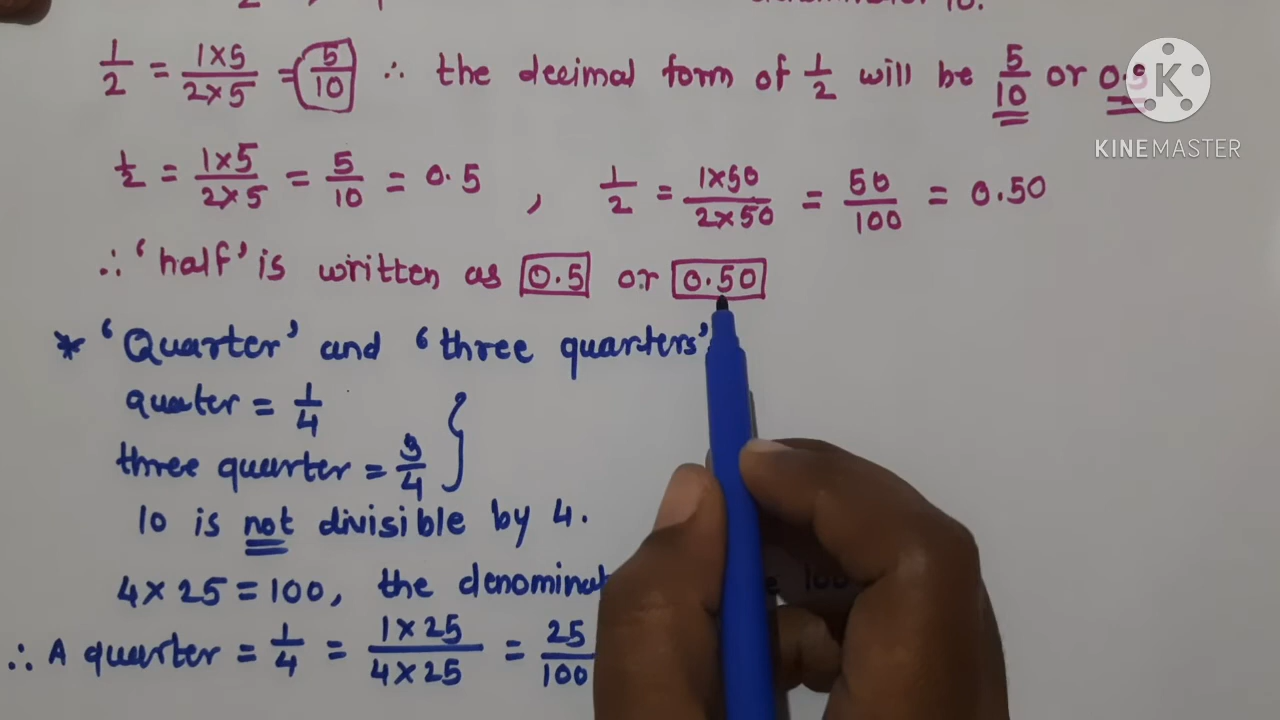 1/2 = 1×5/2×5 = 5/10 ∴ the decimal form of 1/2 will be 5/10 or
KINEMASTER
1/2 = 1×5/2×5 = 5/10 = 0.5 , 1/2 = 1×50/2×50 = 50/100 = 0.50
∴ 'half' is written as 0.5 or 0.50
* 'Quarter' and 'three quarters'
quater = 1/4
three quarter = 3/4 }
10 is not divisible by 4.
4×25=100, the 100
∴ A quarter = 1/4 = 1×25/4×25 = 25/100